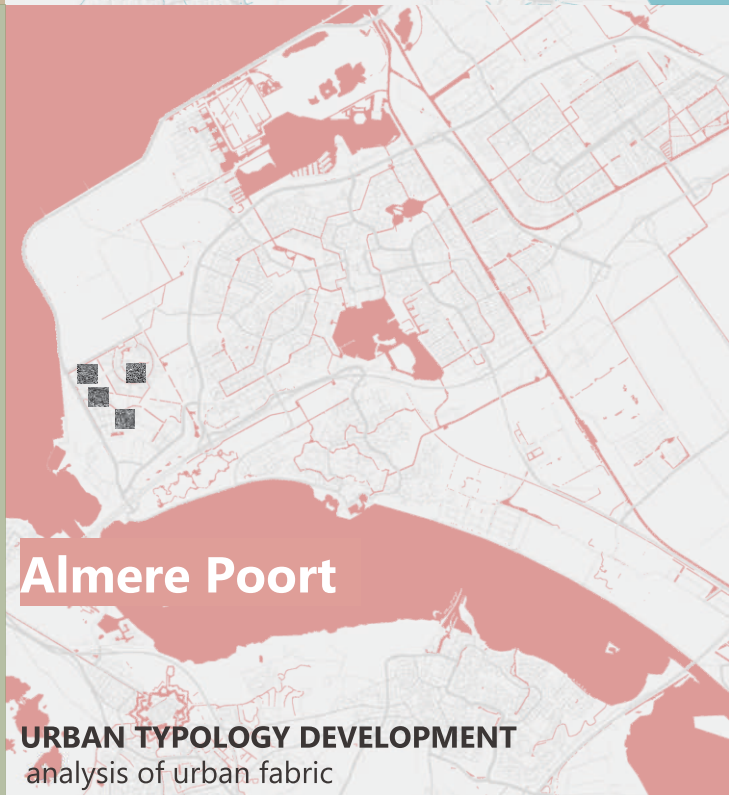 Almere Poort
URBAN TYPOLOGY DEVELOPMENT
analysis of urban fabric